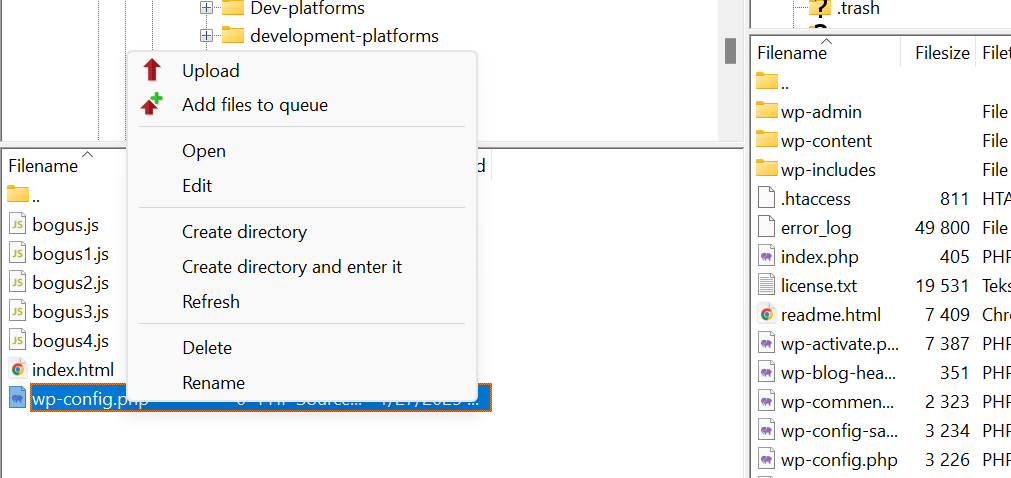 Dev-platforms
development-platforms
Upload
Add files to queue
Open
Edit
Create directory
Create directory and enter it
Refresh
Delete
Rename
Filename
..
bogus.js
bogus1.js
bogus2.js
bogus3.js
bogus4.js
index.html
wp-config.php
.trash
Filename Filesize Filet
..
wp-admin File
wp-content File
wp-includes File
.htaccess 811 HTA
error_log 49 800 File
index.php 405 PHP
license.txt 19 531 Teks
readme.html 7 409 Chro
wp-activate.p... 7 387 PHP
wp-blog-hea... 351 PHP
wp-commen... 2 323 PHP
wp-config-sa... 3 234 PHP
wp-config.php 3 226 PHP